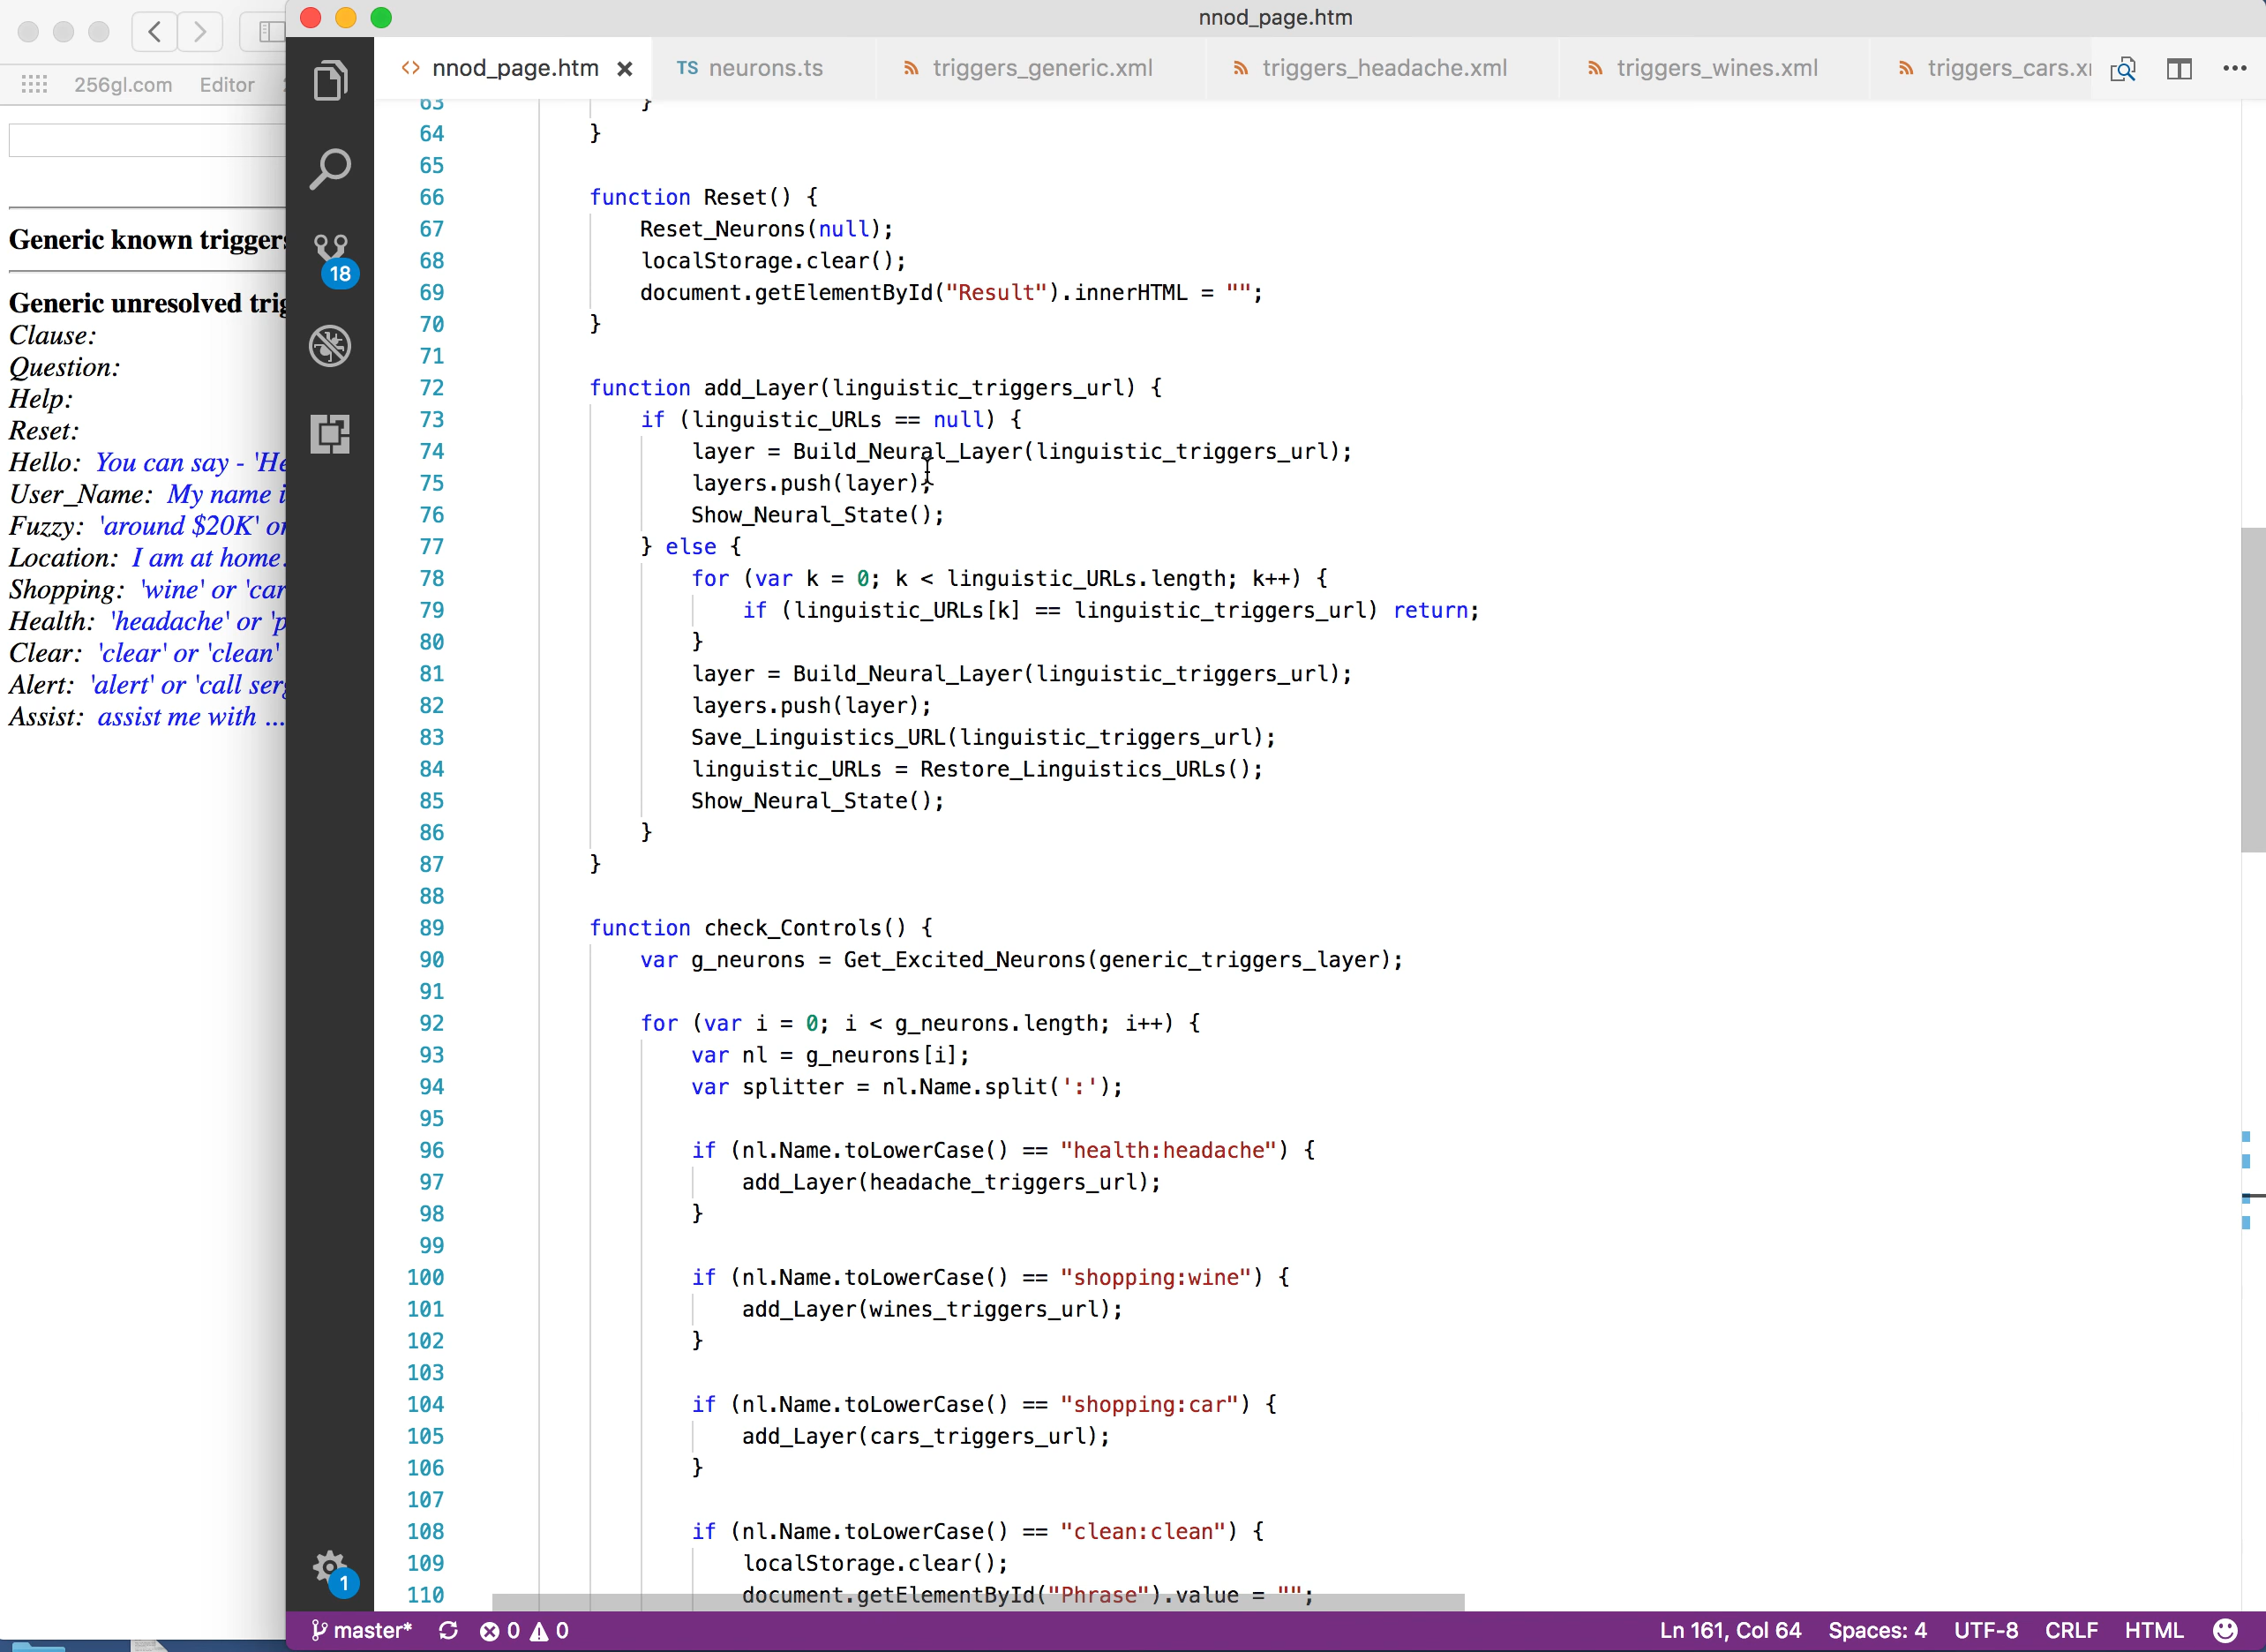 nnod_page.htm
256gl.com Editor
nnod_page.htm TS neurons.ts triggers_generic.xml triggers_headache.xml triggers_wines.xml triggers_cars.x
Generic known triggers
Generic unresolved trig
Clause:
Question:
Help:
Reset:
Hello: You can say - 'He
User_Name: My name i
Fuzzy: 'around $20K' or
Location: I am at home.
Shopping: 'wine' or 'car
Health: 'headache' or 'p
Clear: 'clear' or 'clean'
Alert: 'alert' or 'call serg
Assist: assist me with ...
18
1
63 }
64 }
65
66 function Reset() {
67 Reset_Neurons(null);
68 localStorage.clear();
69 document.getElementById("Result").innerHTML = "";
70 }
71
72 function add_Layer(linguistic_triggers_url) {
73 if (linguistic_URLs == null) {
74 layer = Build_Neural_Layer(linguistic_triggers_url);
75 layers.push(layer);
76 Show_Neural_State();
77 } else {
78 for (var k = 0; k < linguistic_URLs.length; k++) {
79 if (linguistic_URLs[k] == linguistic_triggers_url) return;
80 }
81 layer = Build_Neural_Layer(linguistic_triggers_url);
82 layers.push(layer);
83 Save_Linguistics_URL(linguistic_triggers_url);
84 linguistic_URLs = Restore_Linguistics_URLs();
85 Show_Neural_State();
86 }
87 }
88
89 function check_Controls() {
90 var g_neurons = Get_Excited_Neurons(generic_triggers_layer);
91
92 for (var i = 0; i < g_neurons.length; i++) {
93 var nl = g_neurons[i];
94 var splitter = nl.Name.split(':');
95
96 if (nl.Name.toLowerCase() == "health:headache") {
97 add_Layer(headache_triggers_url);
98 }
99
100 if (nl.Name.toLowerCase() == "shopping:wine") {
101 add_Layer(wines_triggers_url);
102 }
103
104 if (nl.Name.toLowerCase() == "shopping:car") {
105 add_Layer(cars_triggers_url);
106 }
107
108 if (nl.Name.toLowerCase() == "clean:clean") {
109 localStorage.clear();
110 document.getElementById("Phrase").value = "";
master* 0 0 Ln 161, Col 64 Spaces: 4 UTF-8 CRLF HTML